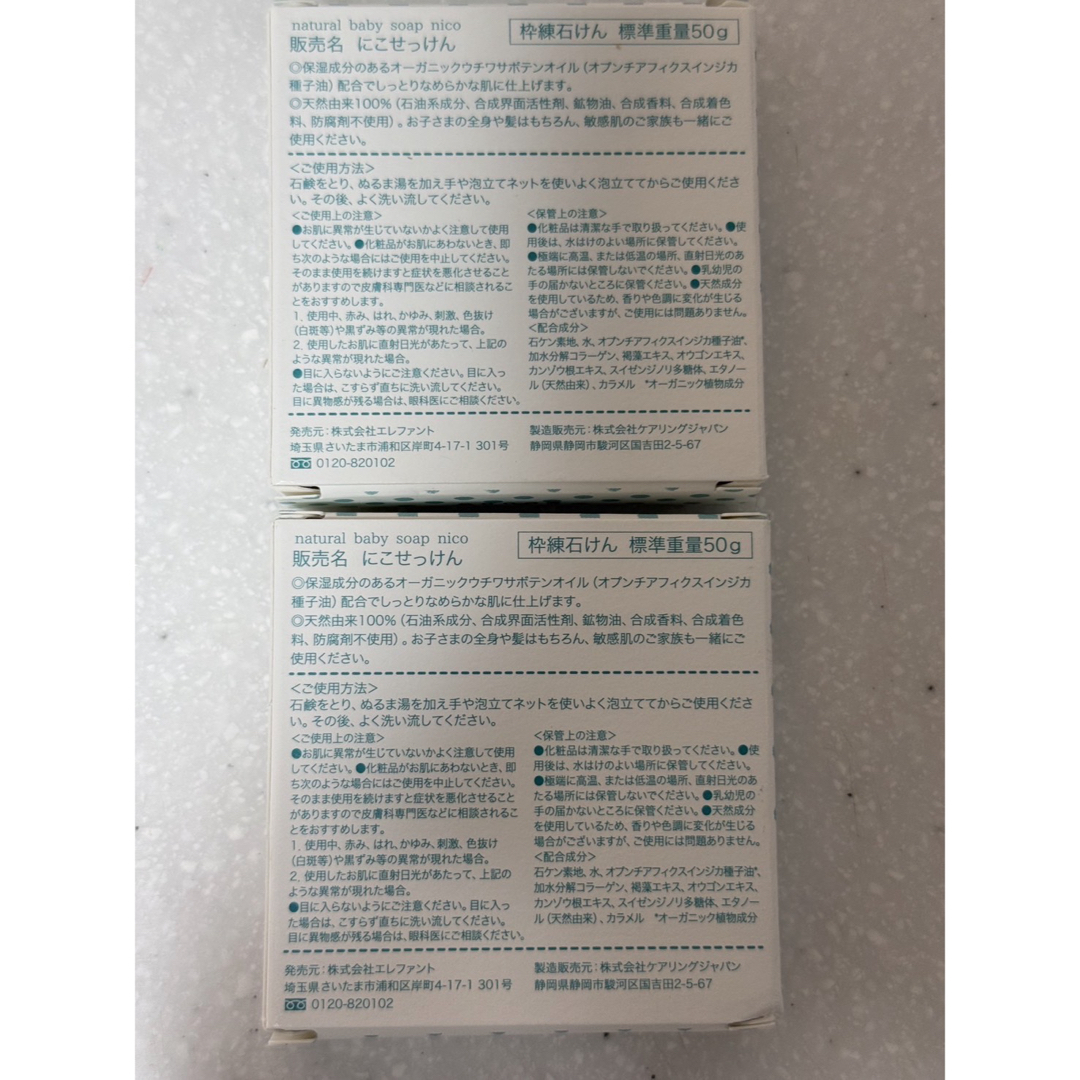 natural baby soap nico
販売名 にこせっけん
枠練石けん 標準重量50g
◎保湿成分のあるオーガニックウチワサボテンオイル(オプンチアフィクスインジカ
種子油)配合でしっとりなめらかな肌に仕上げます。
◎天然由来100%(石油系成分、合成界面活性剤、鉱物油、合成香料、合成着色
料、防腐剤不使用)。お子さまの全身や髪はもちろん、敏感肌のご家族も一緒にご
使用ください。
<ご使用方法>
石鹸をとり、ぬるま湯を加え手や泡立てネットを使いよく泡立ててからご使用くださ
い。その後、よく洗い流してください。
<ご使用上の注意>
●お肌に異常が生じていないかよく注意して使用
してください。●化粧品がお肌にあわないとき、即
ち次のような場合にはご使用を中止してください。
そのまま使用を続けますと症状を悪化させること
がありますので皮膚科専門医などに相談されるこ
とをおすすめします。
1. 使用中、赤み、はれ、かゆみ、刺激、色抜け
(白斑等)や黒ずみ等の異常が現れた場合。
2. 使用したお肌に直射日光があたって、上記の
ような異常が現れた場合。
●目に入らないようにご注意ください。目に入っ
た場合は、こすらず直ちに洗い流してください。
目に異物感が残る場合は、眼科医にご相談ください。
<保管上の注意>
●化粧品は清潔な手で取り扱ってください。●使
用後は、水はけのよい場所に保管してください。
●極端に高温、または低温の場所、直射日光のあ
たる場所には保管しないでください。●乳幼児の
手の届かないところに保管ください。●天然成分
を使用しているため、香りや色調に変化が生じる
場合がございますが、ご使用には問題ありません。
<配合成分>
石ケン素地、水、オプンチアフィクスインジカ種子油*、
加水分解コラーゲン、褐藻エキス、オウゴンエキス、
カンゾウ根エキス、スイゼンジノリ多糖体、エタノー
ル(天然由来)、カラメル *オーガニック植物成分
発売元:株式会社エレファント
埼玉県さいたま市浦和区岸町4-17-1 301号
0120-820102
製造販売元:株式会社ケアリングジャパン
静岡県静岡市駿河区国吉田2-5-67
natural baby soap nico
販売名 にこせっけん
枠練石けん 標準重量50g
◎保湿成分のあるオーガニックウチワサボテンオイル(オプンチアフィクスインジカ
種子油)配合でしっとりなめらかな肌に仕上げます。
◎天然由来100%(石油系成分、合成界面活性剤、鉱物油、合成香料、合成着色
料、防腐剤不使用)。お子さまの全身や髪はもちろん、敏感肌のご家族も一緒にご
使用ください。
<ご使用方法>
石鹸をとり、ぬるま湯を加え手や泡立てネットを使いよく泡立ててからご使用くださ
い。その後、よく洗い流してください。
<ご使用上の注意>
●お肌に異常が生じていないかよく注意して使用
してください。●化粧品がお肌にあわないとき、即
ち次のような場合にはご使用を中止してください。
そのまま使用を続けますと症状を悪化させること
がありますので皮膚科専門医などに相談されるこ
とをおすすめします。
1. 使用中、赤み、はれ、かゆみ、刺激、色抜け
(白斑等)や黒ずみ等の異常が現れた場合。
2. 使用したお肌に直射日光があたって、上記の
ような異常が現れた場合。
●目に入らないようにご注意ください。目に入っ
た場合は、こすらず直ちに洗い流してください。
目に異物感が残る場合は、眼科医にご相談ください。
<保管上の注意>
●化粧品は清潔な手で取り扱ってください。●使
用後は、水はけのよい場所に保管してください。
●極端に高温、または低温の場所、直射日光のあ
たる場所には保管しないでください。●乳幼児の
手の届かないところに保管ください。●天然成分
を使用しているため、香りや色調に変化が生じる
場合がございますが、ご使用には問題ありません。
<配合成分>
石ケン素地、水、オプンチアフィクスインジカ種子油*、
加水分解コラーゲン、褐藻エキス、オウゴンエキス、
カンゾウ根エキス、スイゼンジノリ多糖体、エタノー
ル(天然由来)、カラメル *オーガニック植物成分
発売元:株式会社エレファント
埼玉県さいたま市浦和区岸町4-17-1 301号
0120-820102
製造販売元:株式会社ケアリングジャパン
静岡県静岡市駿河区国吉田2-5-67